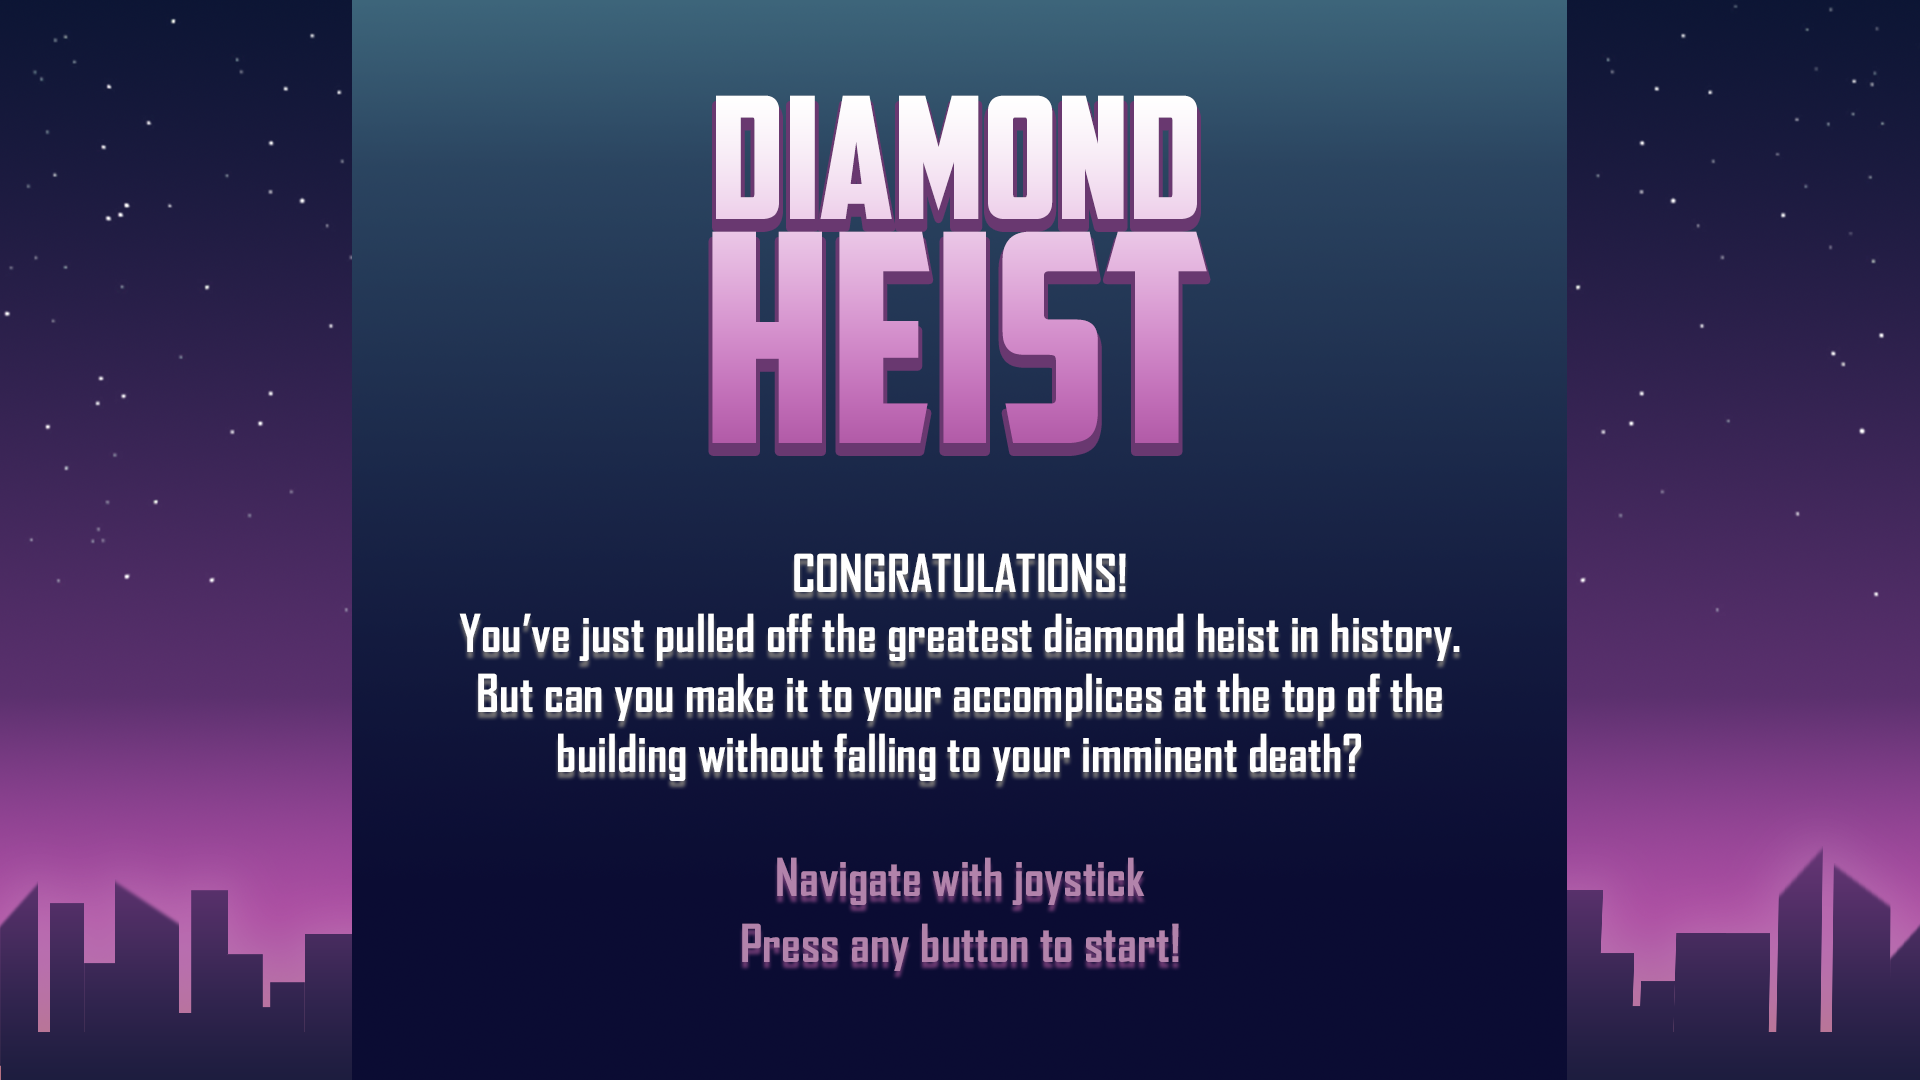 DIAMOND
HEIST
CONGRATULATIONS!
You've just pulled off the greatest diamond heist in history.
But can you make it to your accomplices at the top of the
building without falling to your imminent death?
Navigate with joystick
Press any button to start!